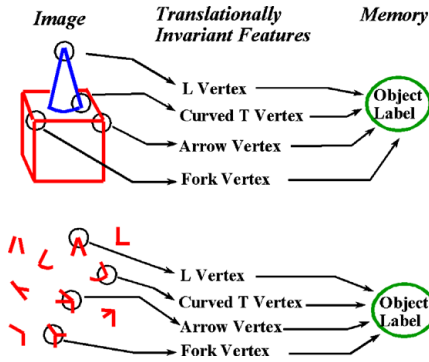 Image
Translationally
Invariant Features
Memory
L Vertex
Curved T Vertex
Arrow Vertex
Fork Vertex
Object
Label
L Vertex
Curved T Vertex
Arrow Vertex
Fork Vertex
Object
Label